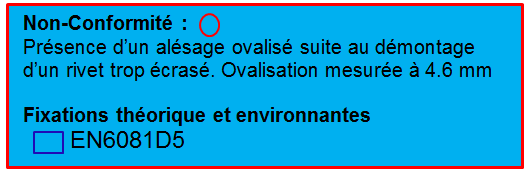 Non-Conformité :
Présence d’un alésage ovalisé suite au démontage
d’un rivet trop écrasé. Ovalisation mesurée à 4.6 mm
Fixations théorique et environnantes
EN6081D5